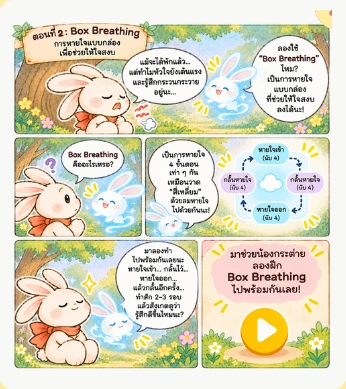 ตอนที่ 2: Box Breathing
การหายใจแบบกล่อง
เพื่อช่วยให้ใจสงบ
แม้จะได้พักแล้ว...
แต่ทำไมหัวใจยังเต้นแรง
และรู้สึกกระวนกระวาย
อยู่นะ...
ลองใช้
"Box Breathing"
ไหม?
เป็นการหายใจ
แบบกล่อง
ที่ช่วยให้ใจสงบ
ลงได้นะ!
?
Box Breathing
คืออะไรเหรอ?
เป็นการหายใจ
4 ขั้นตอน
เท่า ๆ กัน
เหมือนวาด
"สี่เหลี่ยม"
ด้วยลมหายใจ
ไปด้วยกันนะ!
หายใจเข้า
(นับ 4)
กลั้นหายใจ
(นับ 4)
กลั้นหายใจ
(นับ 4)
หายใจออก
(นับ 4)
มาลองทำ
ไปพร้อมกันเลยนะ
หายใจเข้า... กลั้นไว้...
หายใจออก...
แล้วกลั้นอีกครั้ง...
ทำสัก 2-3 รอบ
แล้วสังเกตดูว่า
รู้สึกดีขึ้นไหมนะ?
มาช่วยน้องกระต่าย
ลองฝึก
Box Breathing
ไปพร้อมกันเลย!